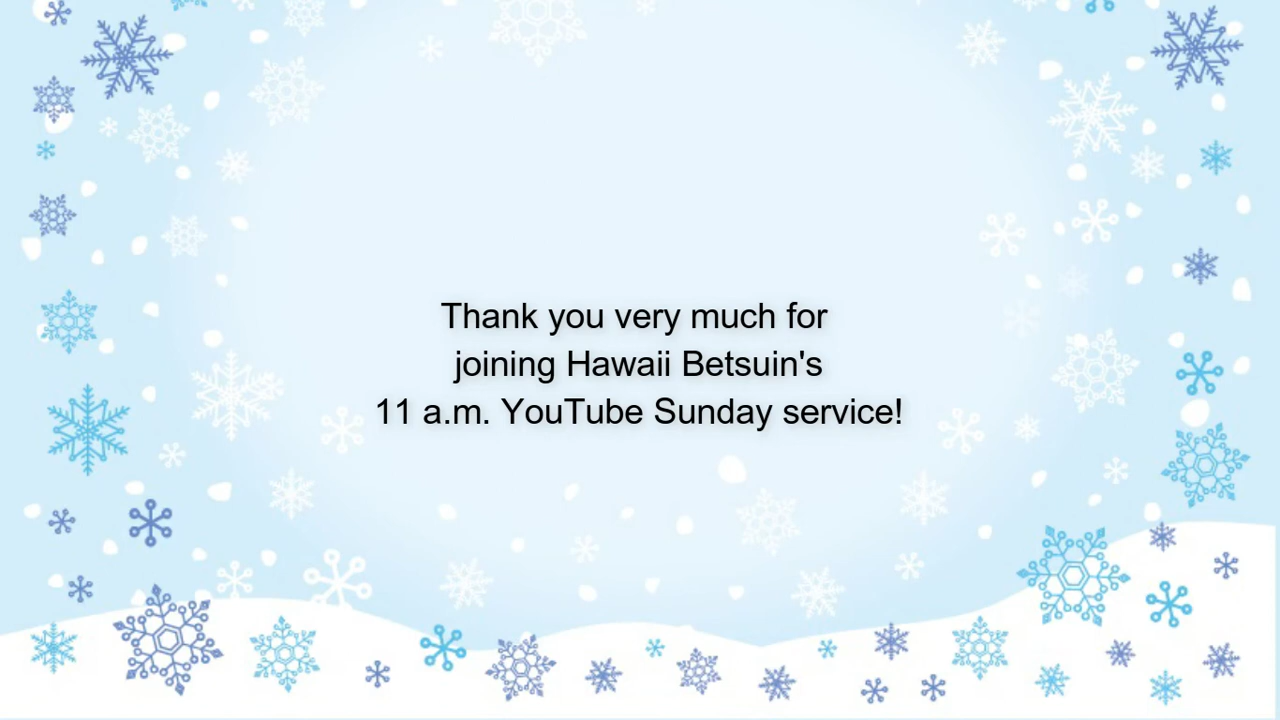 Thank you very much for
joining Hawaii Betsuin's
11 a.m. YouTube Sunday service!